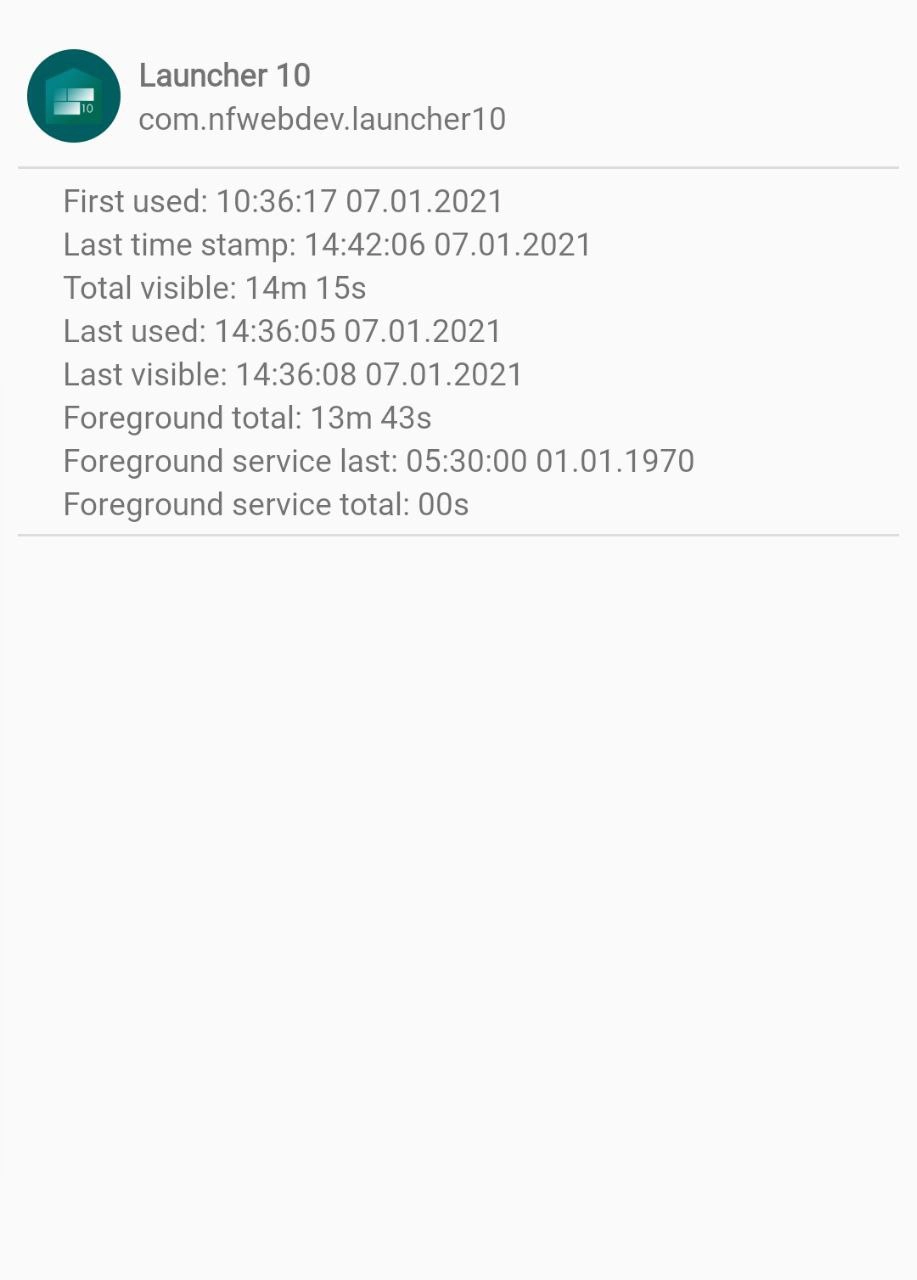 10
Launcher 10
com.nfwebdev.launcher10
First used: 10:36:17 07.01.2021
Last time stamp: 14:42:06 07.01.2021
Total visible: 14m 15s
Last used: 14:36:05 07.01.2021
Last visible: 14:36:08 07.01.2021
Foreground total: 13m 43s
Foreground service last: 05:30:00 01.01.1970
Foreground service total: 00s